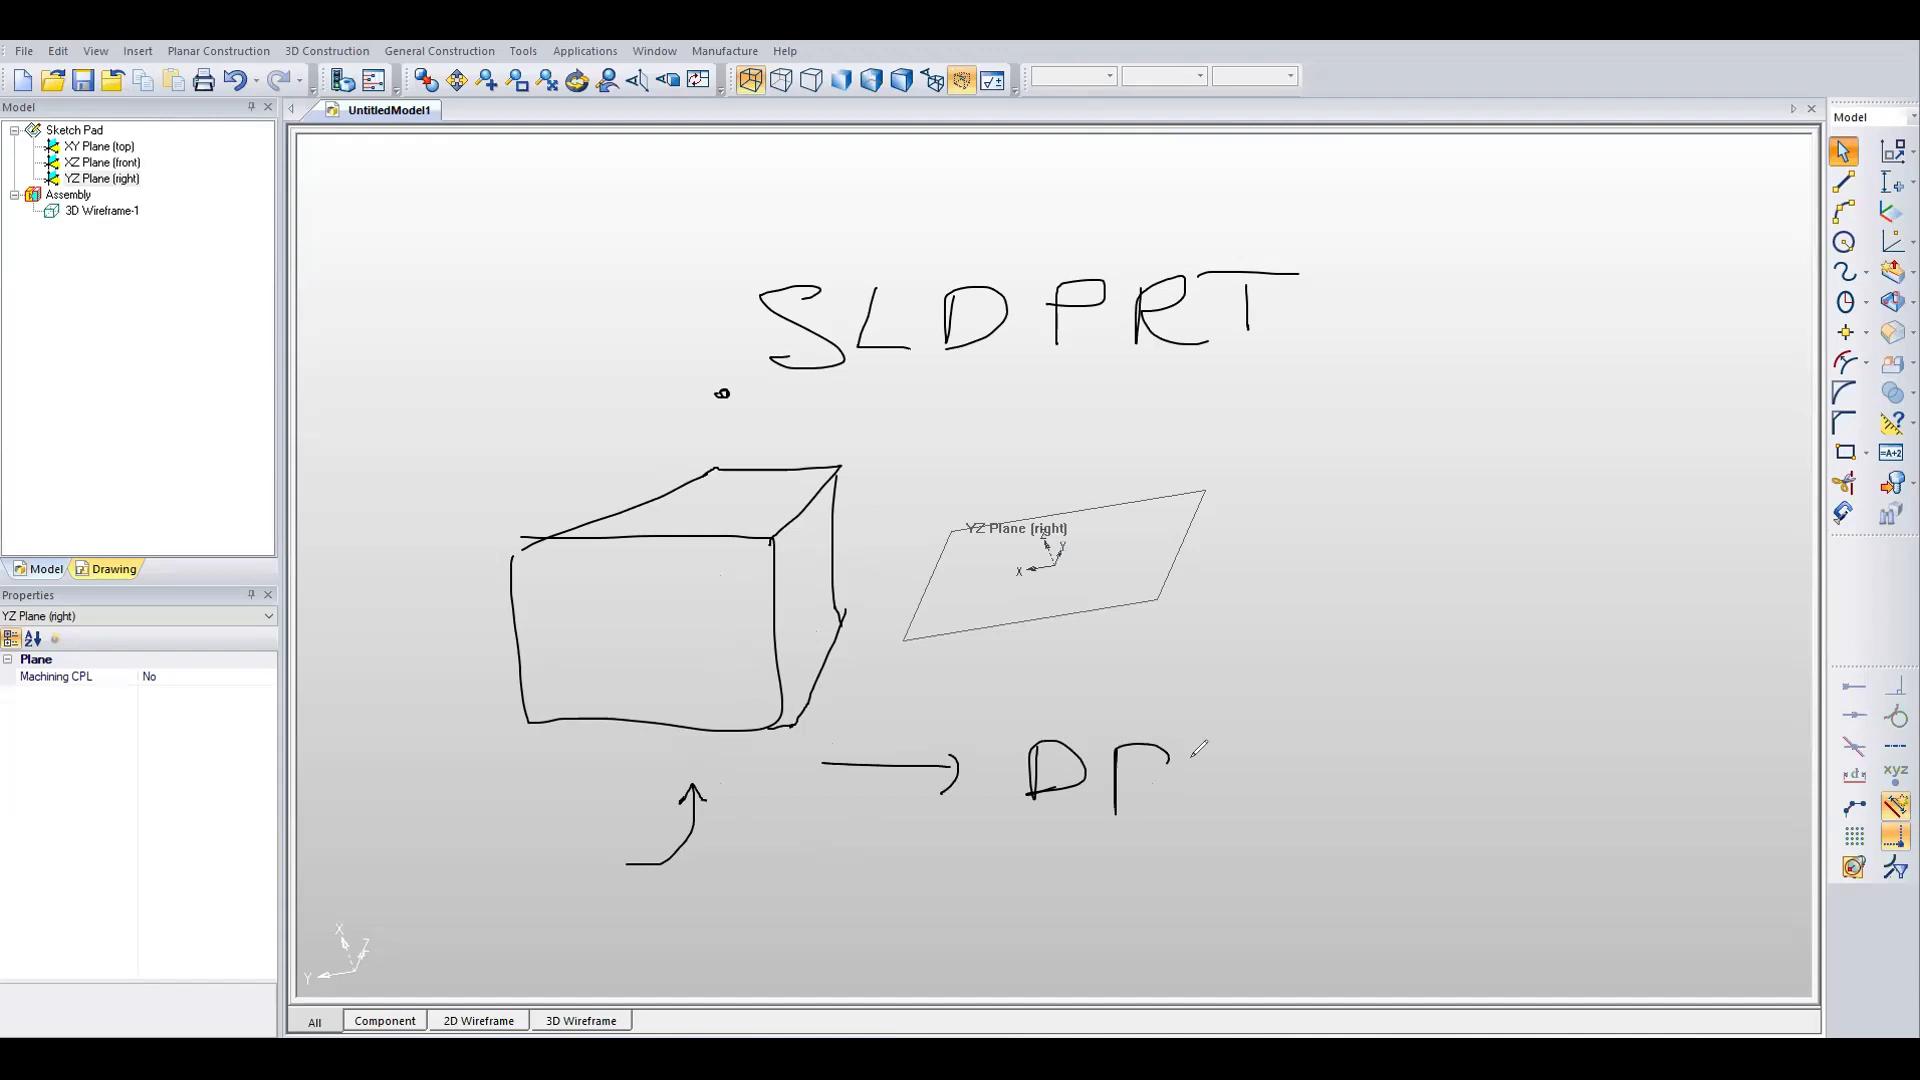 File Edit View Insert Planar Construction 3D Construction General Construction Tools Applications Window Manufacture Help
Model
UntitledModel1
Model
Sketch Pad
XY Plane (top)
XZ Plane (front)
YZ Plane (right)
Assembly
3D Wireframe-1
SLDPRT
YZ Plane (right)
Z
Y
X
Model Drawing
Properties
YZ Plane (right)
Plane
Machining CPL No
D
xyz
=A+2
X
Z
Y
All Component 2D Wireframe 3D Wireframe